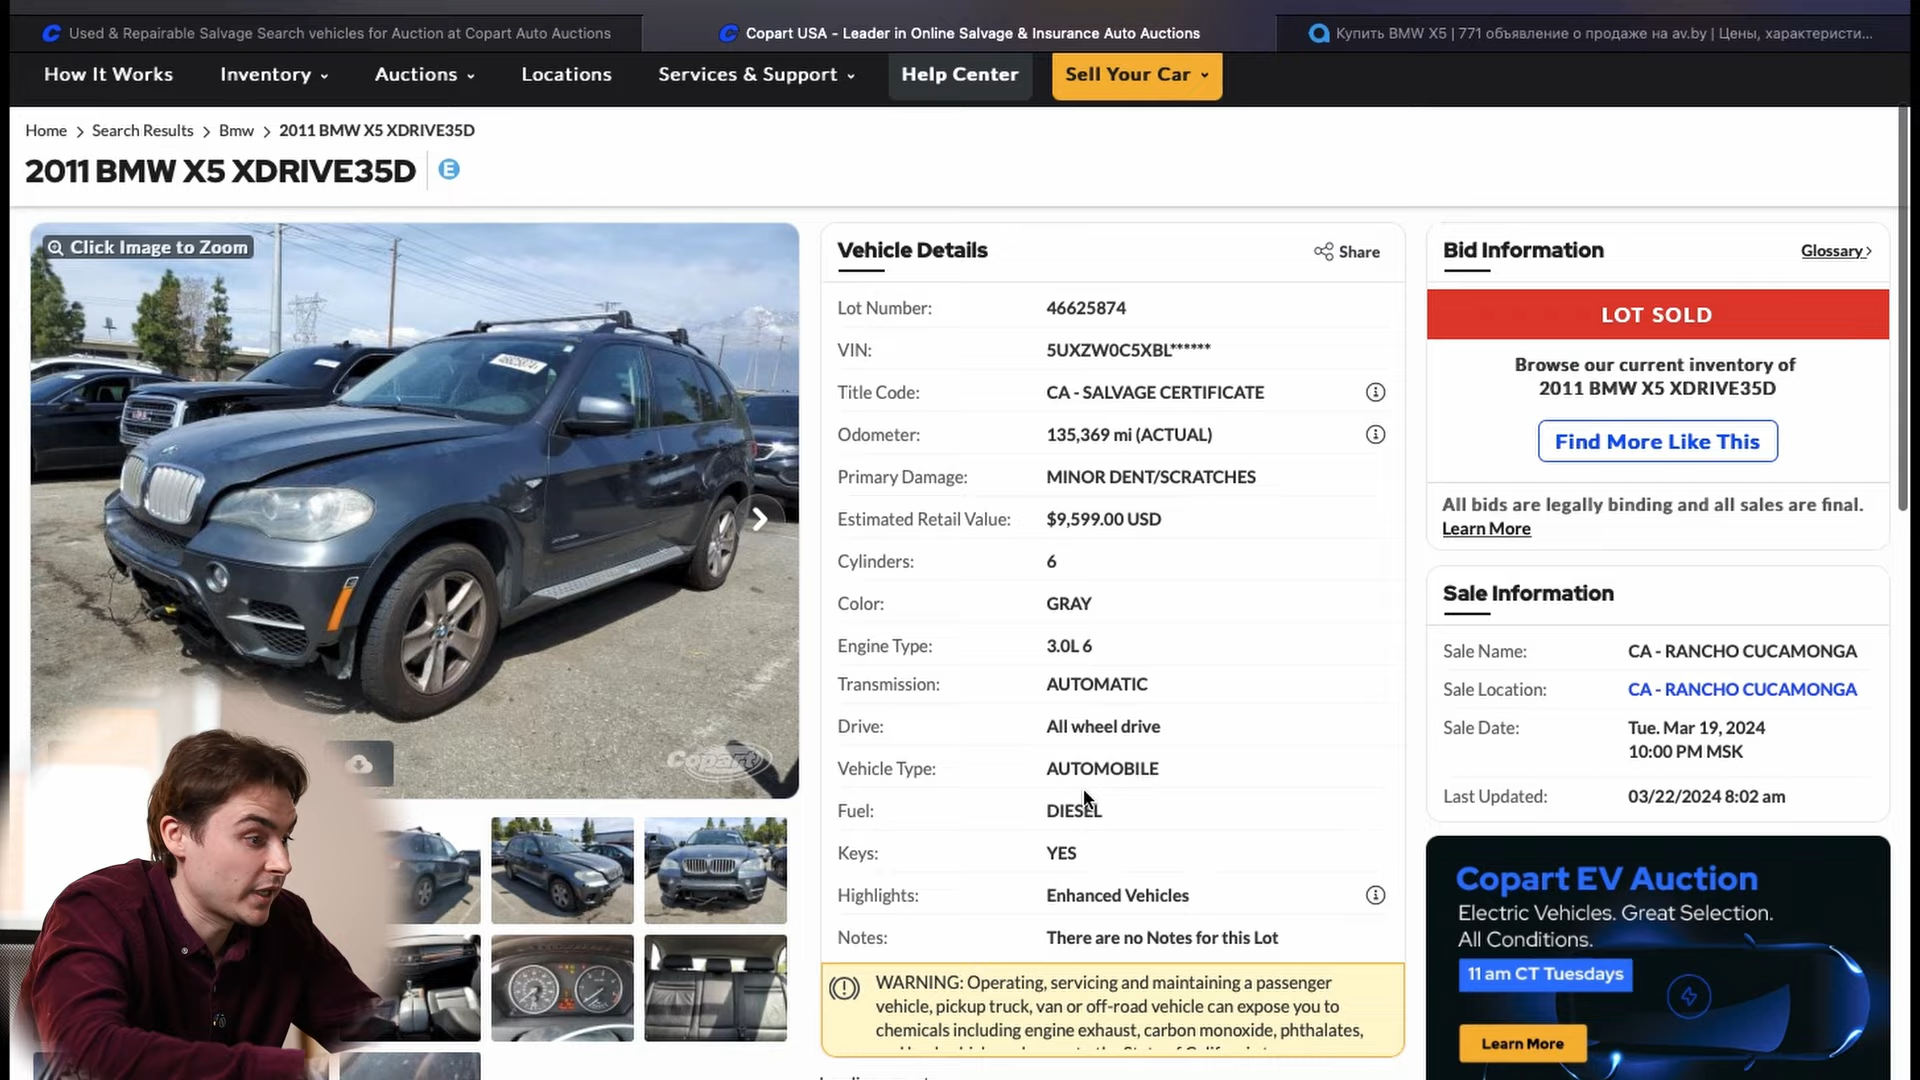 Used & Repairable Salvage Search vehicles for Auction at Copart Auto Auctions
Copart USA - Leader in Online Salvage & Insurance Auto Auctions
Купить BMW X5 | 771 объявление о продаже на av.by | Цены, характеристи...
How It Works
Inventory
Auctions
Locations
Services & Support
Help Center
Sell Your Car
Home > Search Results > Bmw > 2011 BMW X5 XDRIVE35D
2011 BMW X5 XDRIVE35D
E
Click Image to Zoom
46625874
GMC
Copart
Vehicle Details
Share
Lot Number: 46625874
VIN: 5UXZW0C5XBL******
Title Code: CA - SALVAGE CERTIFICATE
Odometer: 135,369 mi (ACTUAL)
Primary Damage: MINOR DENT/SCRATCHES
Estimated Retail Value: $9,599.00 USD
Cylinders: 6
Color: GRAY
Engine Type: 3.0L 6
Transmission: AUTOMATIC
Drive: All wheel drive
Vehicle Type: AUTOMOBILE
Fuel: DIESEL
Keys: YES
Highlights: Enhanced Vehicles
Notes: There are no Notes for this Lot
WARNING: Operating, servicing and maintaining a passenger
vehicle, pickup truck, van or off-road vehicle can expose you to
chemicals including engine exhaust, carbon monoxide, phthalates,
Bid Information
Glossary >
LOT SOLD
Browse our current inventory of
2011 BMW X5 XDRIVE35D
Find More Like This
All bids are legally binding and all sales are final.
Learn More
Sale Information
Sale Name: CA - RANCHO CUCAMONGA
Sale Location: CA - RANCHO CUCAMONGA
Sale Date: Tue. Mar 19, 2024
10:00 PM MSK
Last Updated: 03/22/2024 8:02 am
Copart EV Auction
Electric Vehicles. Great Selection.
All Conditions.
11 am CT Tuesdays
Learn More